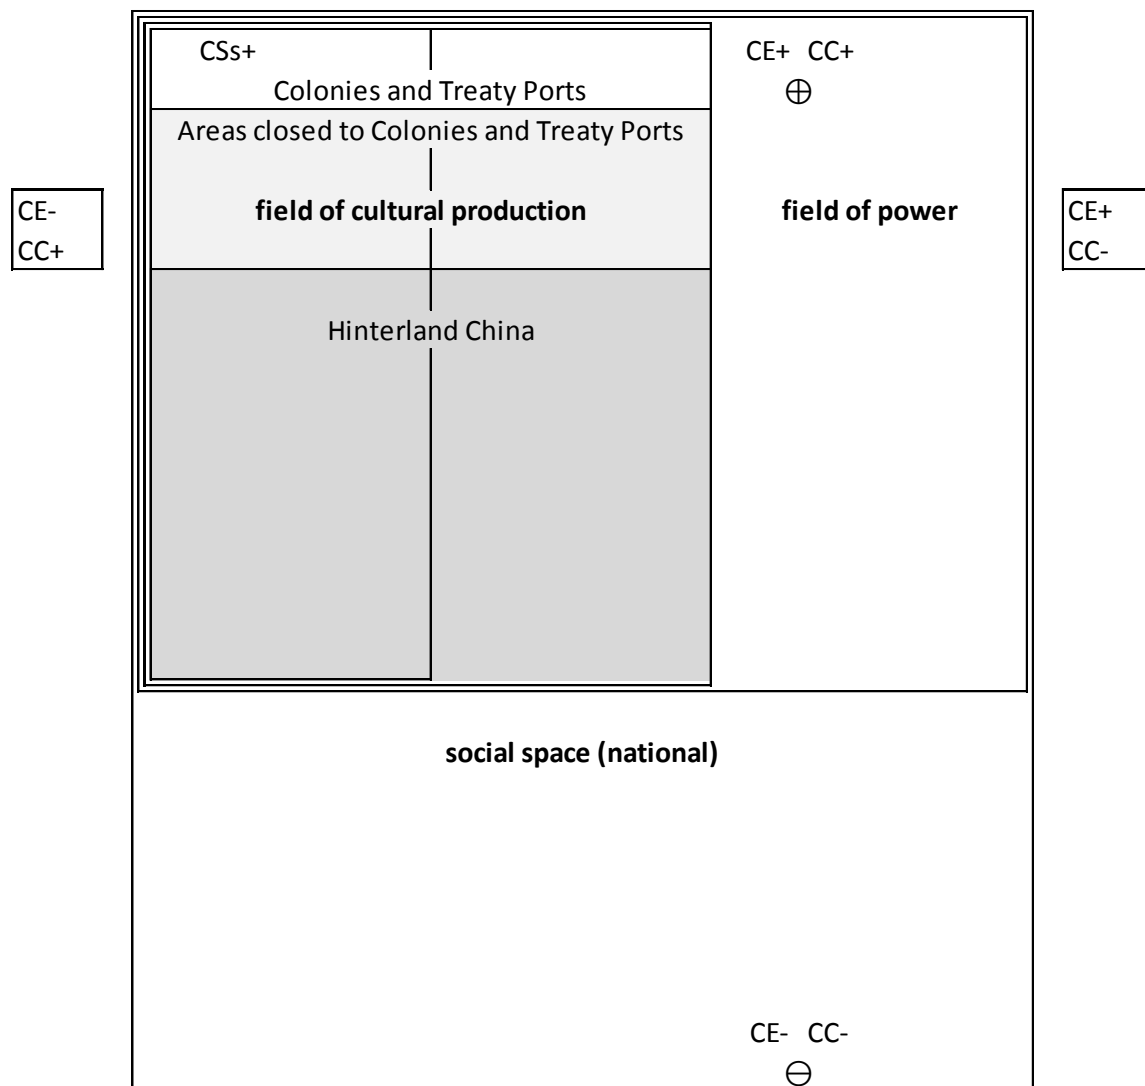 CSs+
CE+ CC+
⊕
Colonies and Treaty Ports
Areas closed to Colonies and Treaty Ports
CE-
CC+
field of cultural production
field of power
CE+
CC-
Hinterland China
social space (national)
CE- CC-
⊖